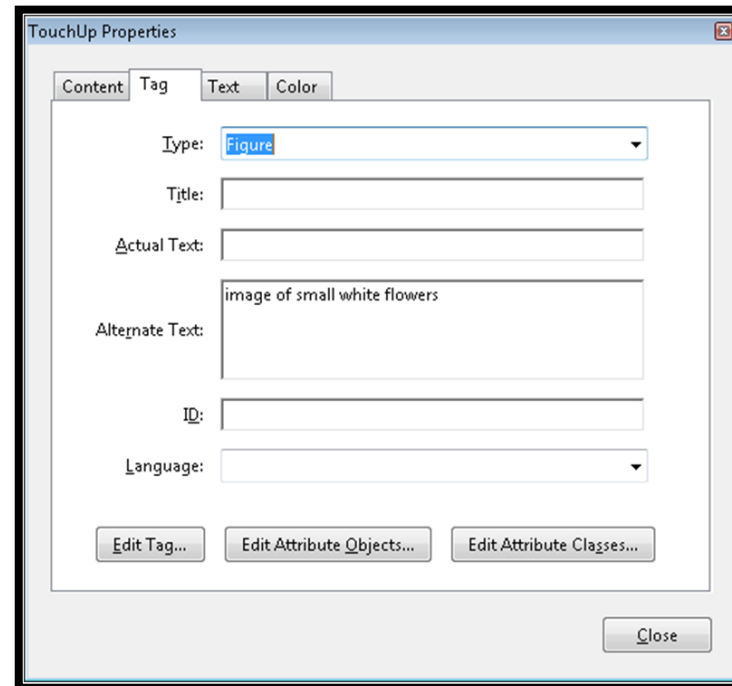 TouchUp Properties
Content Tag Text Color
Type: Figure
Title:
Actual Text:
Alternate Text: image of small white flowers
ID:
Language:
Edit Tag... Edit Attribute Objects... Edit Attribute Classes...
Close